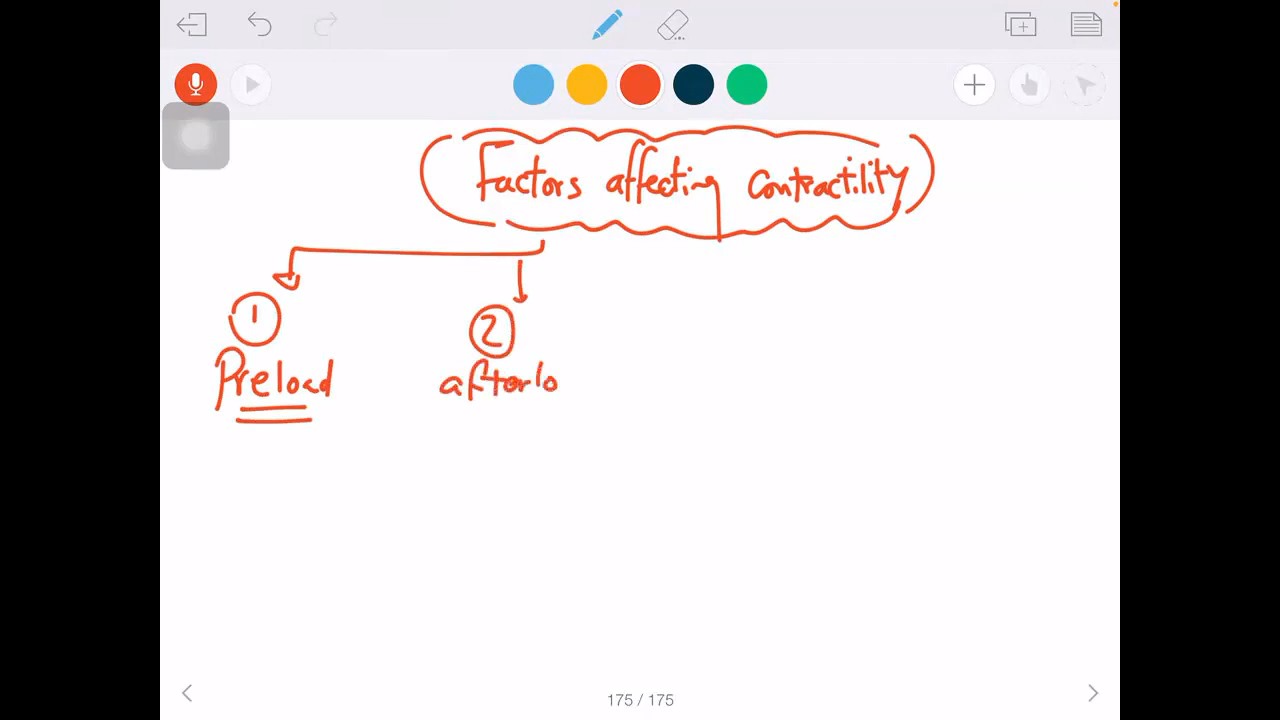 Factors affecting contractility
1
2
Preload
afterlo
175 / 175